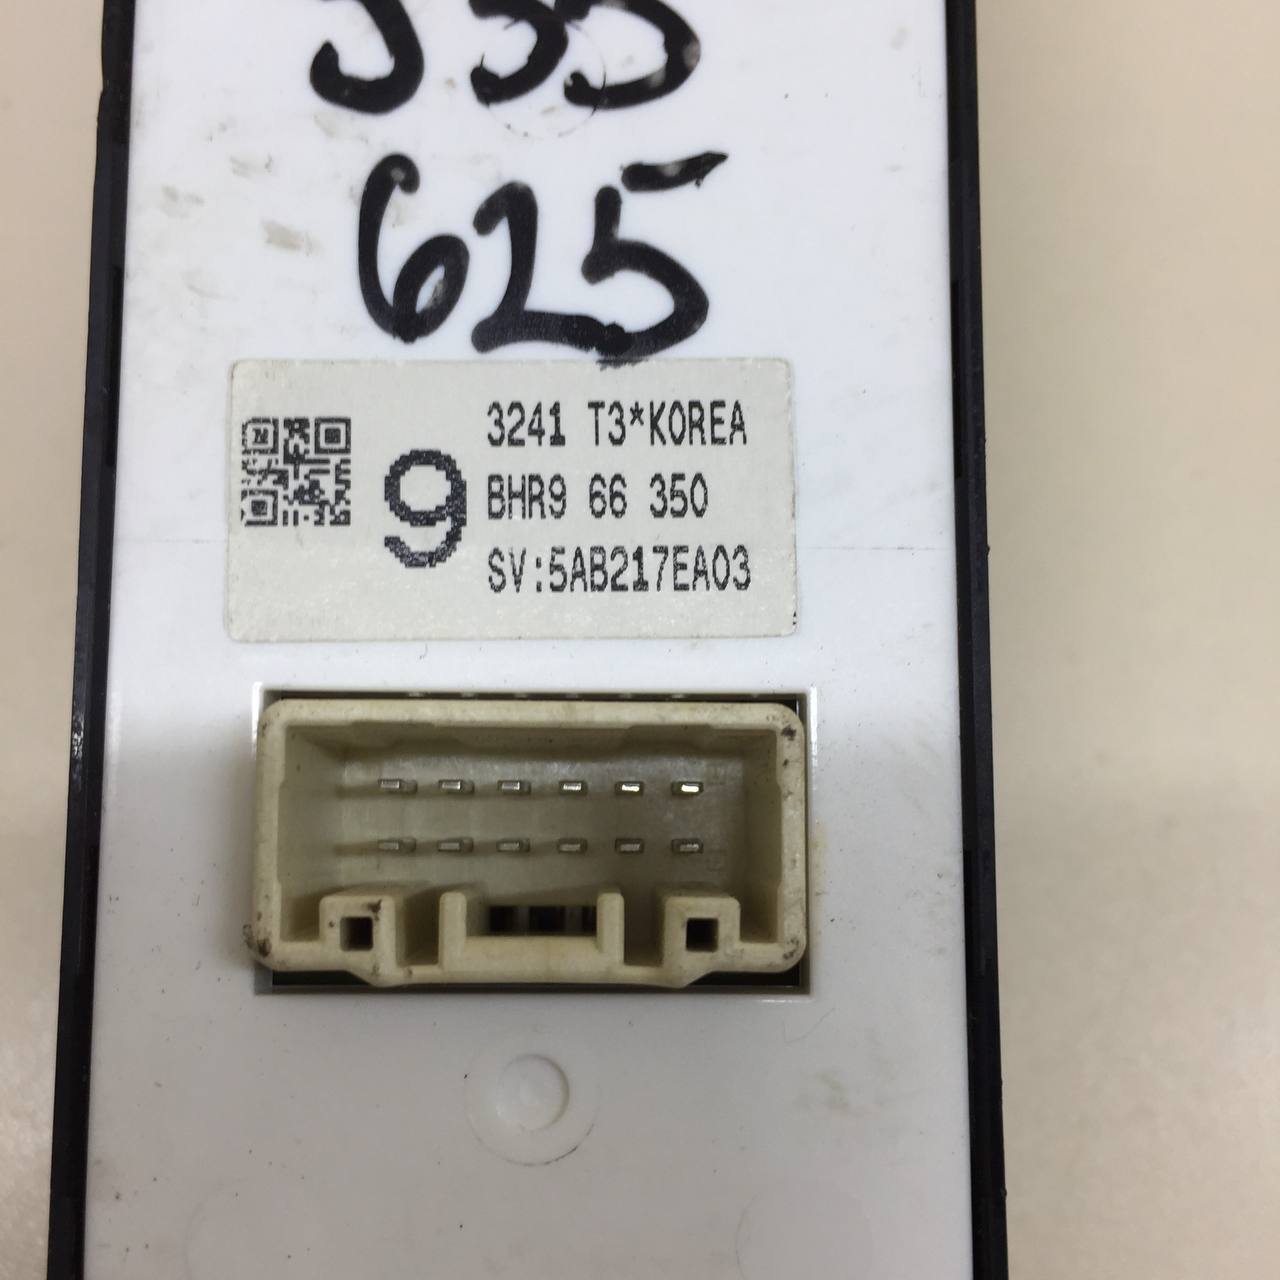 625
3241 T3*KOREA
9
BHR9 66 350
SV:5AB217EA03